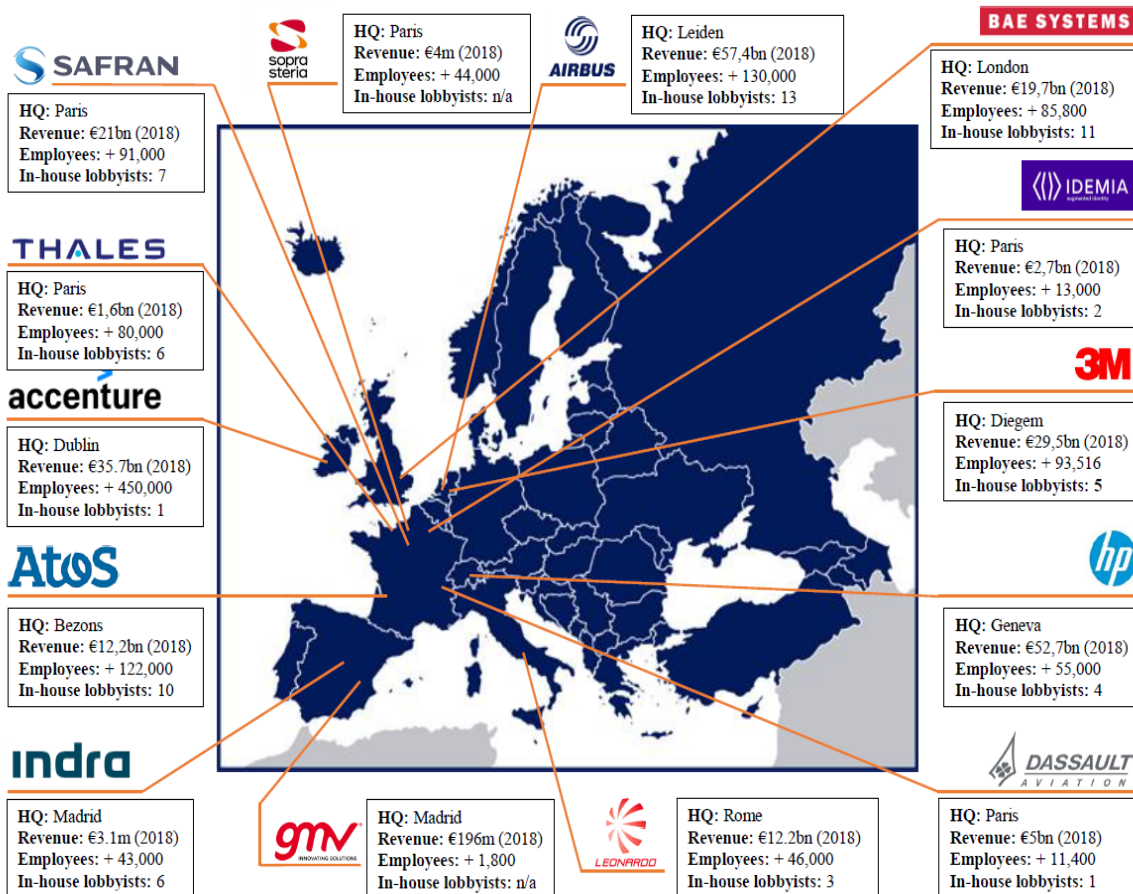 SAFRAN
HQ: Paris
Revenue: €21bn (2018)
Employees: + 91,000
In-house lobbyists: 7
sopra
steria
HQ: Paris
Revenue: €4m (2018)
Employees: + 44,000
In-house lobbyists: n/a
AIRBUS
HQ: Leiden
Revenue: €57,4bn (2018)
Employees: + 130,000
In-house lobbyists: 13
BAE SYSTEMS
HQ: London
Revenue: €19,7bn (2018)
Employees: + 85,800
In-house lobbyists: 11
THALES
HQ: Paris
Revenue: €1,6bn (2018)
Employees: + 80,000
In-house lobbyists: 6
IDEMIA
augmented identity
HQ: Paris
Revenue: €2,7bn (2018)
Employees: + 13,000
In-house lobbyists: 2
accenture
HQ: Dublin
Revenue: €35.7bn (2018)
Employees: + 450,000
In-house lobbyists: 1
3M
HQ: Diegem
Revenue: €29,5bn (2018)
Employees: + 93,516
In-house lobbyists: 5
Atos
HQ: Bezons
Revenue: €12,2bn (2018)
Employees: + 122,000
In-house lobbyists: 10
hp
HQ: Geneva
Revenue: €52,7bn (2018)
Employees: + 55,000
In-house lobbyists: 4
indra
HQ: Madrid
Revenue: €3.1m (2018)
Employees: + 43,000
In-house lobbyists: 6
gmv
INNOVATING SOLUTIONS
HQ: Madrid
Revenue: €196m (2018)
Employees: + 1,800
In-house lobbyists: n/a
LEONARDO
HQ: Rome
Revenue: €12.2bn (2018)
Employees: + 46,000
In-house lobbyists: 3
DASSAULT
AVIATION
HQ: Paris
Revenue: €5bn (2018)
Employees: + 11,400
In-house lobbyists: 1